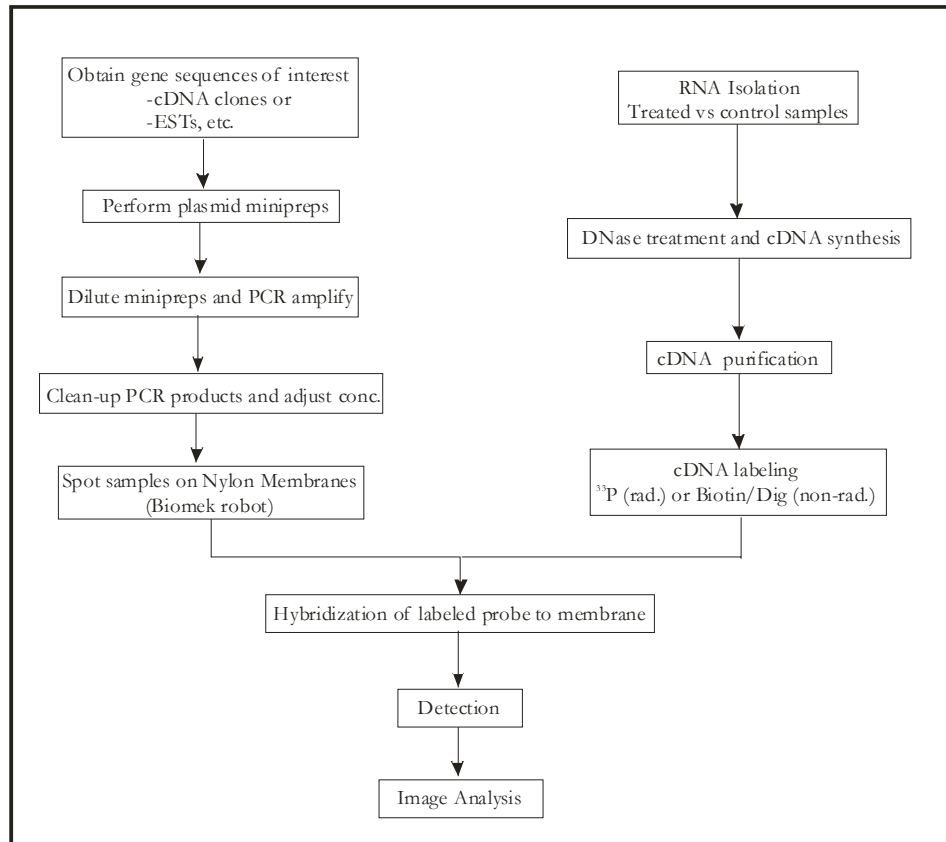 Obtain gene sequences of interest
-cDNA clones or
-ESTs, etc.
Perform plasmid minipreps
Dilute minipreps and PCR amplify
Clean-up PCR products and adjust conc.
Spot samples on Nylon Membranes
(Biomek robot)
RNA Isolation
Treated vs control samples
DNase treatment and cDNA synthesis
cDNA purification
cDNA labeling
³³P (rad.) or Biotin/Dig (non-rad.)
Hybridization of labeled probe to membrane
Detection
Image Analysis